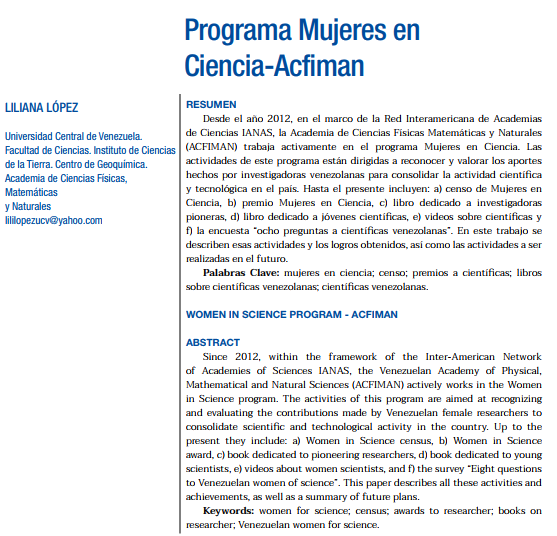 Programa Mujeres en
Ciencia-Acfiman
LILIANA LÓPEZ
Universidad Central de Venezuela.
Facultad de Ciencias. Instituto de Ciencias
de la Tierra. Centro de Geoquímica.
Academia de Ciencias Físicas,
Matemáticas
y Naturales
lililopezucv@yahoo.com
RESUMEN
Desde el año 2012, en el marco de la Red Interamericana de Academias
de Ciencias IANAS, la Academia de Ciencias Físicas Matemáticas y Naturales
(ACFIMAN) trabaja activamente en el programa Mujeres en Ciencia. Las
actividades de este programa están dirigidas a reconocer y valorar los aportes
hechos por investigadoras venezolanas para consolidar la actividad científica
y tecnológica en el país. Hasta el presente incluyen: a) censo de Mujeres en
Ciencia, b) premio Mujeres en Ciencia, c) libro dedicado a investigadoras
pioneras, d) libro dedicado a jóvenes científicas, e) videos sobre científicas y
f) la encuesta “ocho preguntas a científicas venezolanas”. En este trabajo se
describen esas actividades y los logros obtenidos, así como las actividades a ser
realizadas en el futuro.
Palabras Clave: mujeres en ciencia; censo; premios a científicas; libros
sobre científicas venezolanas; científicas venezolanas.
WOMEN IN SCIENCE PROGRAM - ACFIMAN
ABSTRACT
Since 2012, within the framework of the Inter-American Network
of Academies of Sciences IANAS, the Venezuelan Academy of Physical,
Mathematical and Natural Sciences (ACFIMAN) actively works in the Women
in Science program. The activities of this program are aimed at recognizing
and evaluating the contributions made by Venezuelan female researchers to
consolidate scientific and technological activity in the country. Up to the
present they include: a) Women in Science census, b) Women in Science
award, c) book dedicated to pioneering researchers, d) book dedicated to young
scientists, e) videos about women scientists, and f) the survey “Eight questions
to Venezuelan women of science”. This paper describes all these activities and
achievements, as well as a summary of future plans.
Keywords: women for science; census; awards to researcher; books on
researcher; Venezuelan women for science.